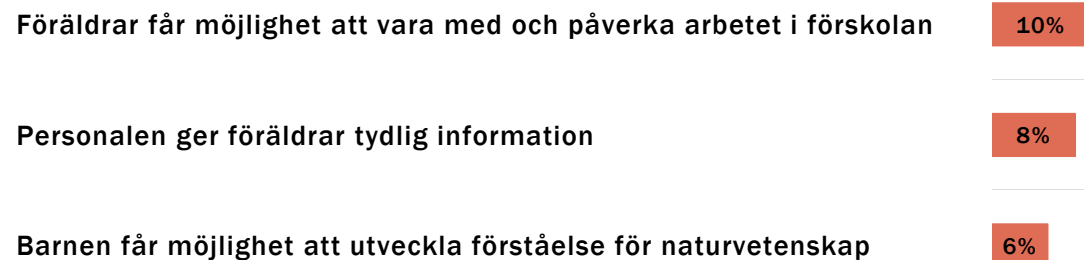 Föräldrar får möjlighet att vara med och påverka arbetet i förskolan 10%
Personalen ger föräldrar tydlig information 8%
Barnen får möjlighet att utveckla förståelse för naturvetenskap 6%